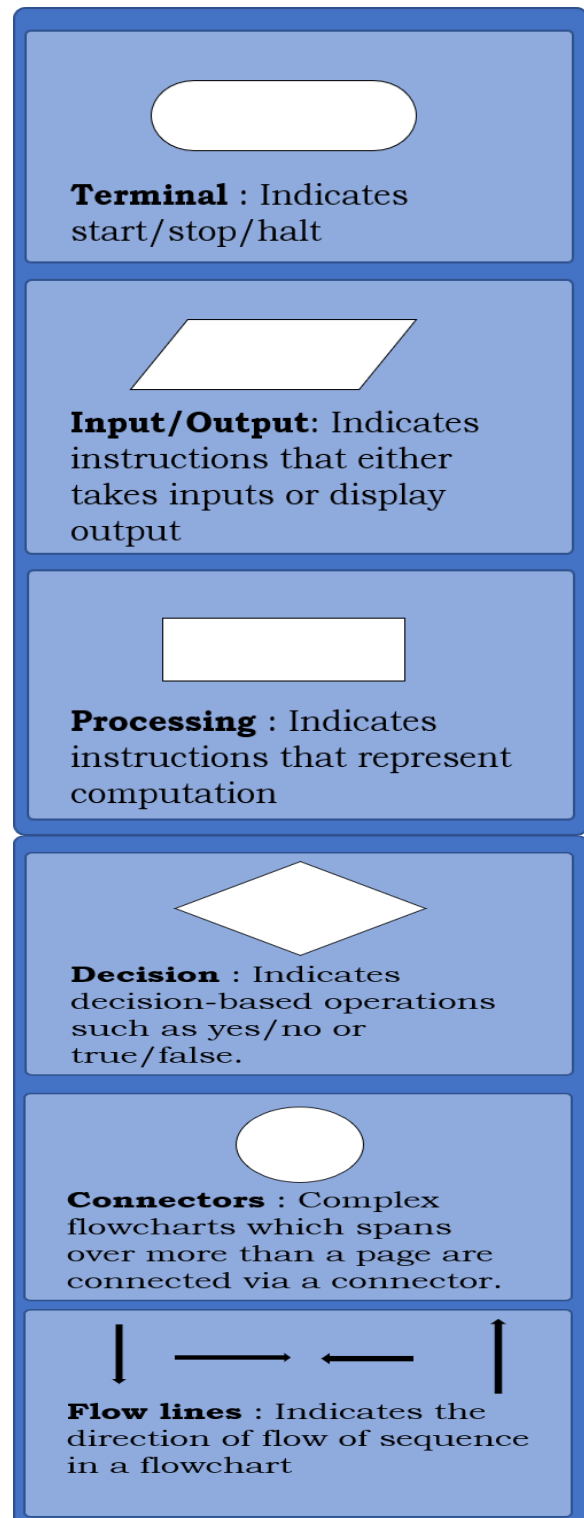 Terminal : Indicates
start/stop/halt
Input/Output: Indicates
instructions that either
takes inputs or display
output
Processing : Indicates
instructions that represent
computation
Decision : Indicates
decision-based operations
such as yes/no or
true/false.
Connectors : Complex
flowcharts which spans
over more than a page are
connected via a connector.
Flow lines : Indicates the
direction of flow of sequence
in a flowchart